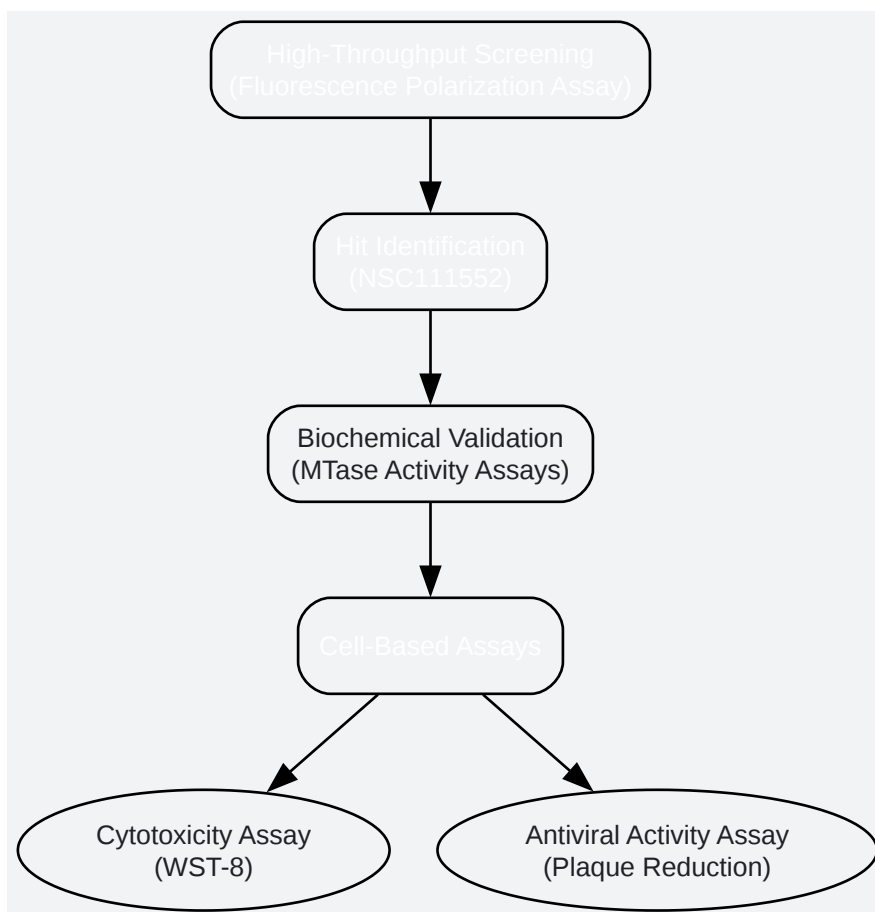 High-Throughput Screening
(Fluorescence Polarization Assay)
Hit Identification
(NSC111552)
Biochemical Validation
(MTase Activity Assays)
Cell-Based Assays
Cytotoxicity Assay
(WST-8)
Antiviral Activity Assay
(Plaque Reduction)